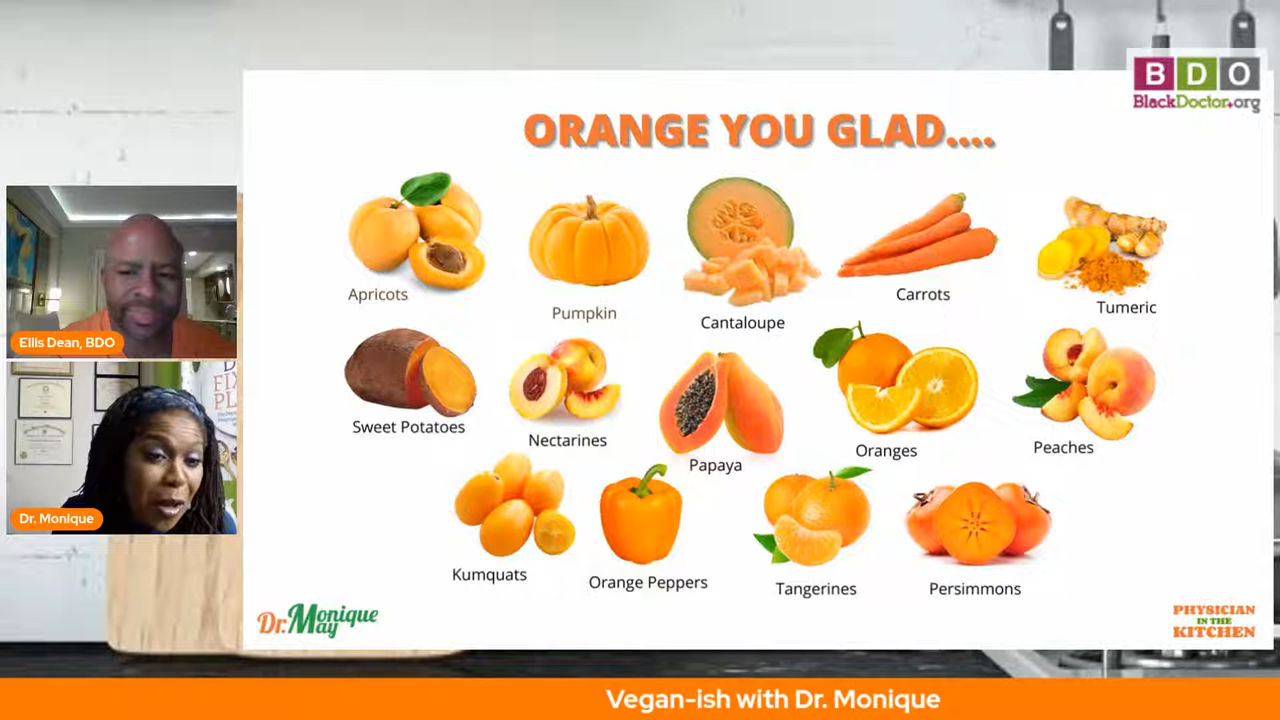 B D O
BlackDoctor.org
ORANGE YOU GLAD....
Apricots
Pumpkin
Cantaloupe
Carrots
Tumeric
Sweet Potatoes
Nectarines
Papaya
Oranges
Peaches
Kumquats
Orange Peppers
Tangerines
Persimmons
Ellis Dean, BDO
FIX
PL
Dr. Monique
Dr. Monique
May
PHYSICIAN
IN THE
KITCHEN
Vegan-ish with Dr. Monique